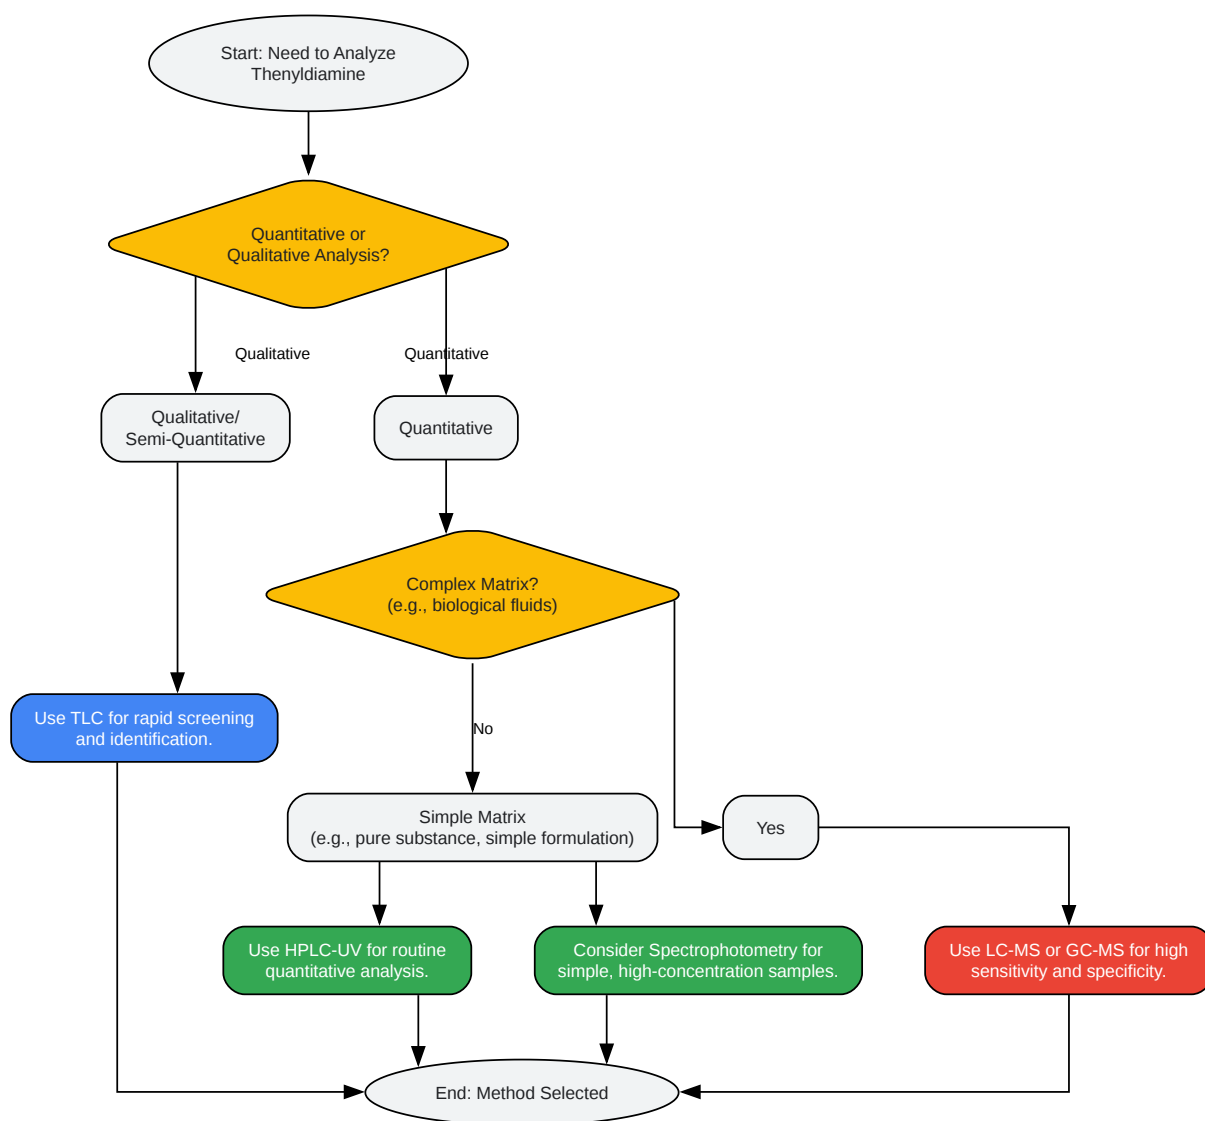 Start: Need to Analyze
Thenyldiamine
Quantitative or
Qualitative Analysis?
Qualitative
Quantitative
Qualitative/
Semi-Quantitative
Quantitative
Complex Matrix?
(e.g., biological fluids)
Use TLC for rapid screening
and identification.
No
Simple Matrix
(e.g., pure substance, simple formulation)
Yes
Use HPLC-UV for routine
quantitative analysis.
Consider Spectrophotometry for
simple, high-concentration samples.
Use LC-MS or GC-MS for high
sensitivity and specificity.
End: Method Selected